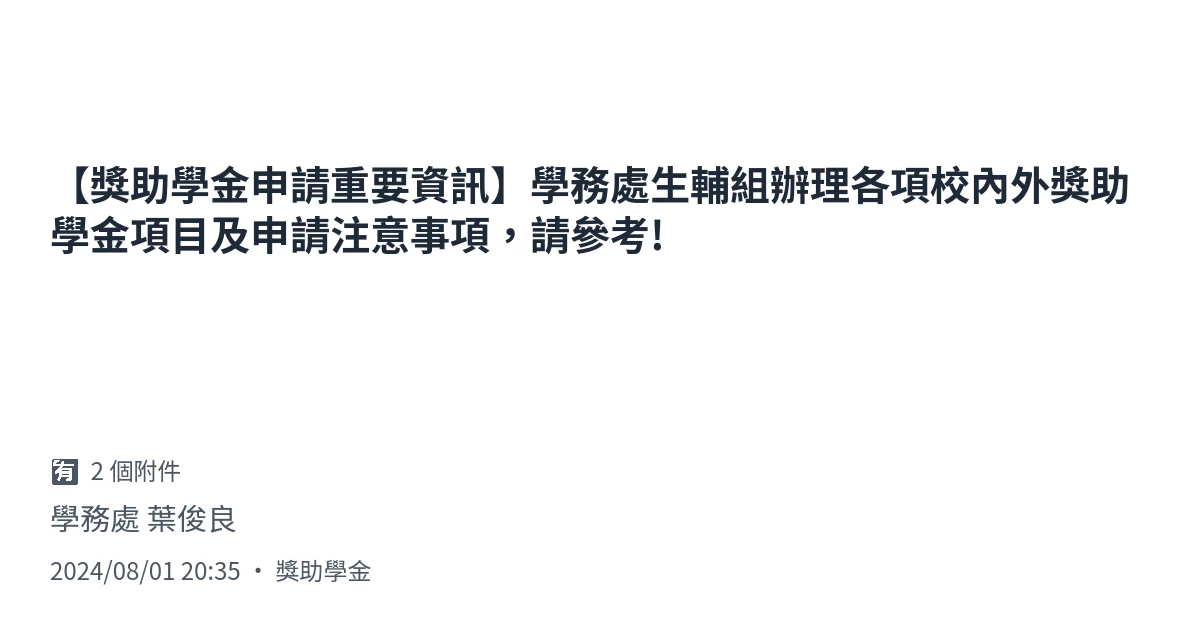 【獎助學金申請重要資訊】學務處生輔組辦理各項校內外獎助
學金項目及申請注意事項，請參考!
有 2 個附件
學務處 葉俊良
2024/08/01 20:35 • 獎助學金